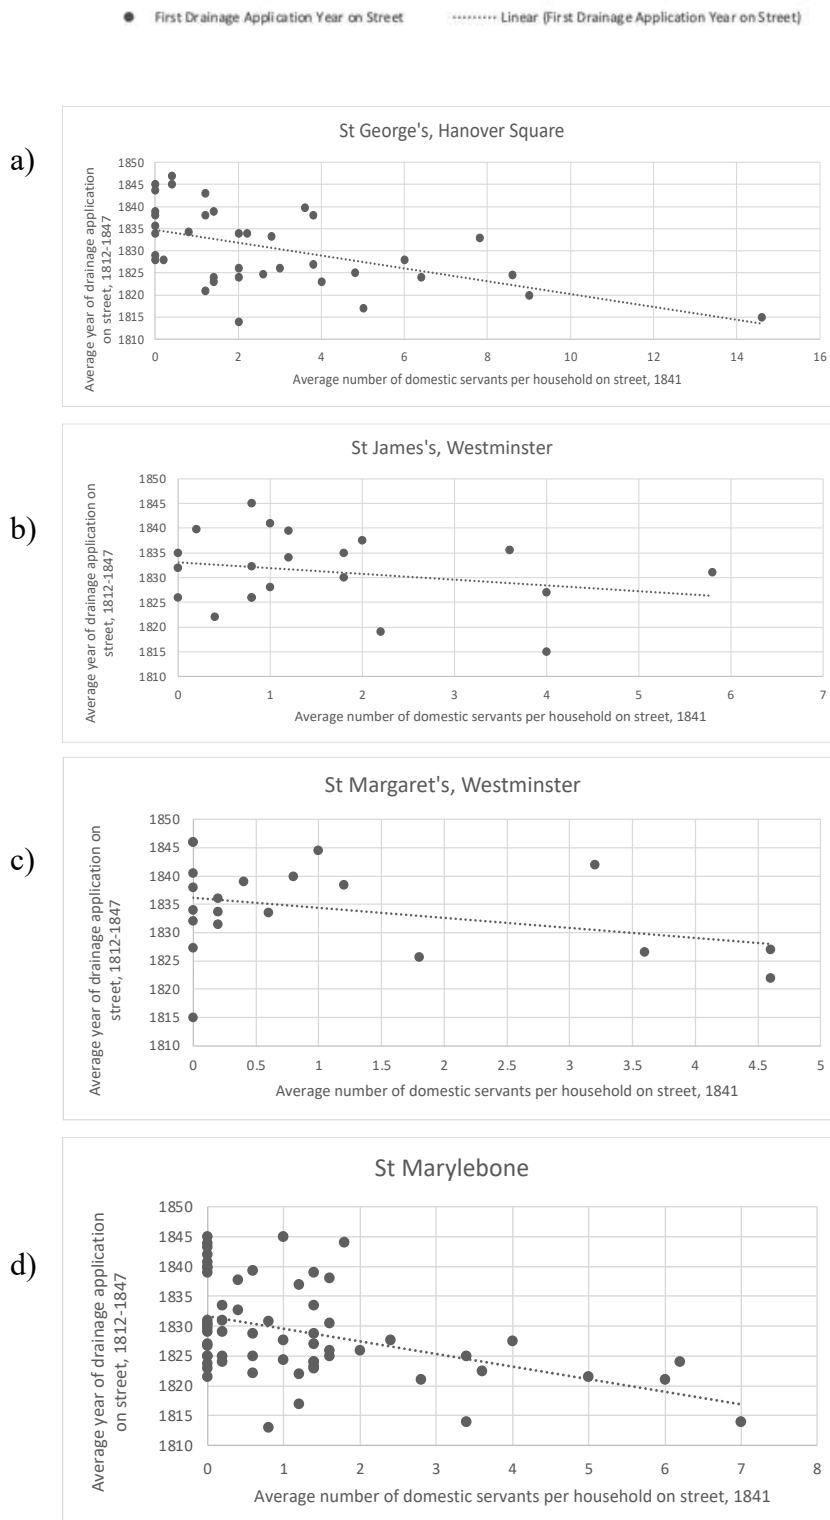 First Drainage Application Year on Street
Linear (First Drainage Application Year on Street)
a)
St George's, Hanover Square
Average year of drainage application
on street, 1812-1847
1850
1845
1840
1835
1830
1825
1820
1815
1810
0 2 4 6 8 10 12 14 16
Average number of domestic servants per household on street, 1841
b)
St James's, Westminster
Average year of drainage application on
street, 1812-1847
1850
1845
1840
1835
1830
1825
1820
1815
1810
0 1 2 3 4 5 6 7
Average number of domestic servants per household on street, 1841
c)
St Margaret's, Westminster
Average year of drainage application on
street, 1812-1847
1850
1845
1840
1835
1830
1825
1820
1815
1810
0 0.5 1 1.5 2 2.5 3 3.5 4 4.5 5
Average number of domestic servants per household on street, 1841
d)
St Marylebone
Average year of drainage application
on street, 1812-1847
1850
1845
1840
1835
1830
1825
1820
1815
1810
0 1 2 3 4 5 6 7 8
Average number of domestic servants per household on street, 1841